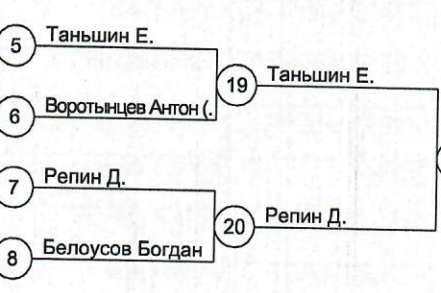 5 Таньшин Е.
19 Таньшин Е.
6 Воротынцев Антон (.
7 Репин Д.
20 Репин Д.
8 Белоусов Богдан